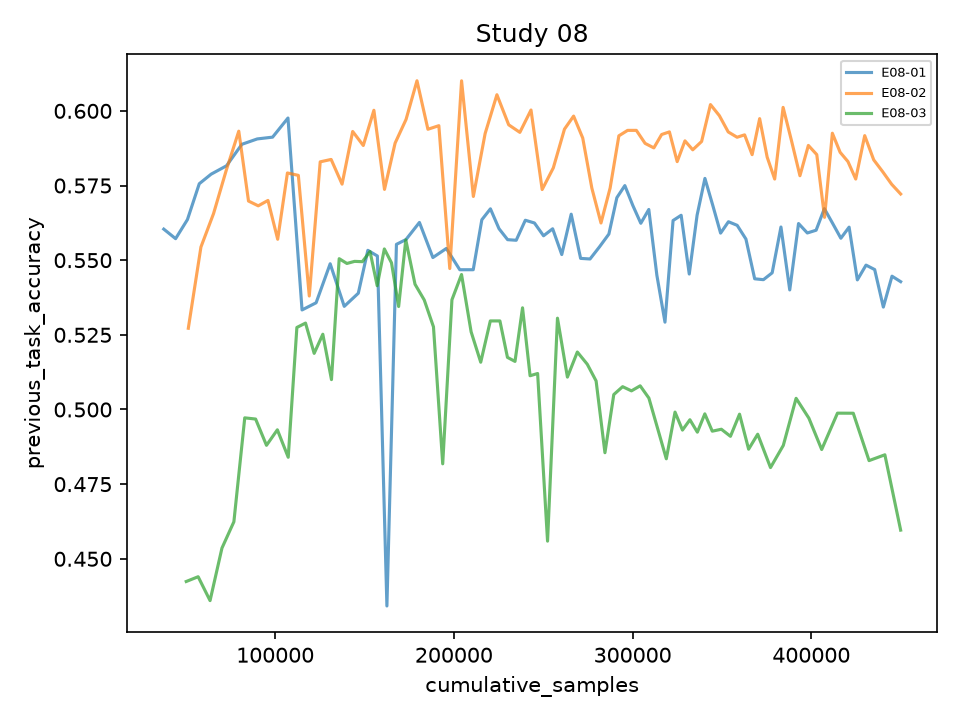 Study 08
E08-01
E08-02
E08-03
0.600
0.575
0.550
0.525
0.500
0.475
0.450
previous_task_accuracy
100000 200000 300000 400000
cumulative_samples